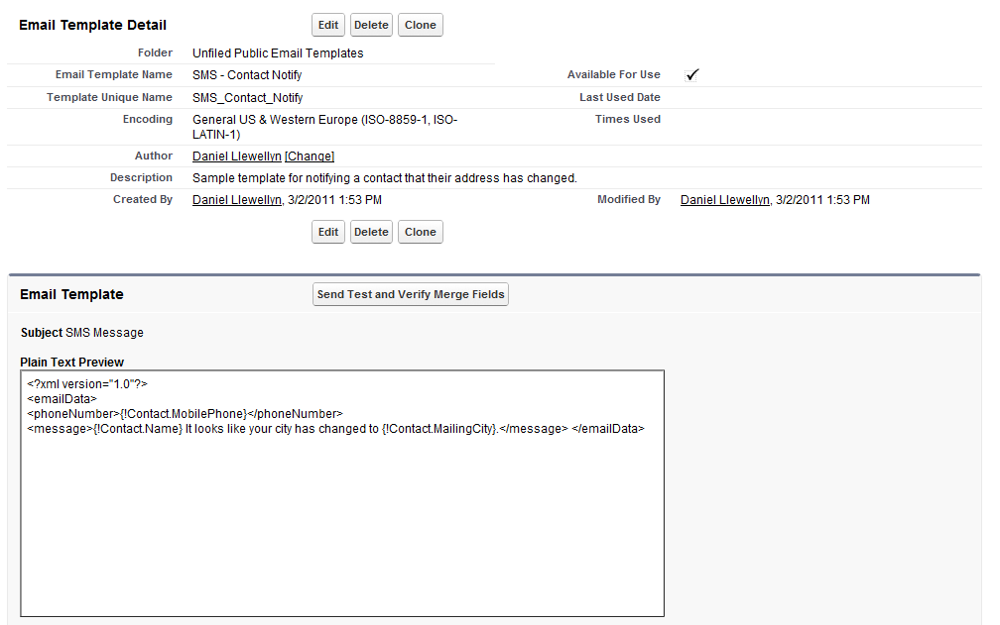 Email Template Detail Edit Delete Clone
Folder Unfiled Public Email Templates
Email Template Name SMS - Contact Notify Available For Use
Template Unique Name SMS_Contact_Notify Last Used Date
Encoding General US & Western Europe (ISO-8859-1, ISO- Times Used
LATIN-1)
Author Daniel Llewellyn [Change]
Description Sample template for notifying a contact that their address has changed.
Created By Daniel Llewellyn, 3/2/2011 1:53 PM Modified By Daniel Llewellyn, 3/2/2011 1:53 PM
Edit Delete Clone
Email Template Send Test and Verify Merge Fields
Subject SMS Message
Plain Text Preview
<?xml version="1.0"?>
<emailData>
<phoneNumber>{!Contact.MobilePhone}</phoneNumber>
<message>{!Contact.Name} It looks like your city has changed to {!Contact.MailingCity}.</message> </emailData>